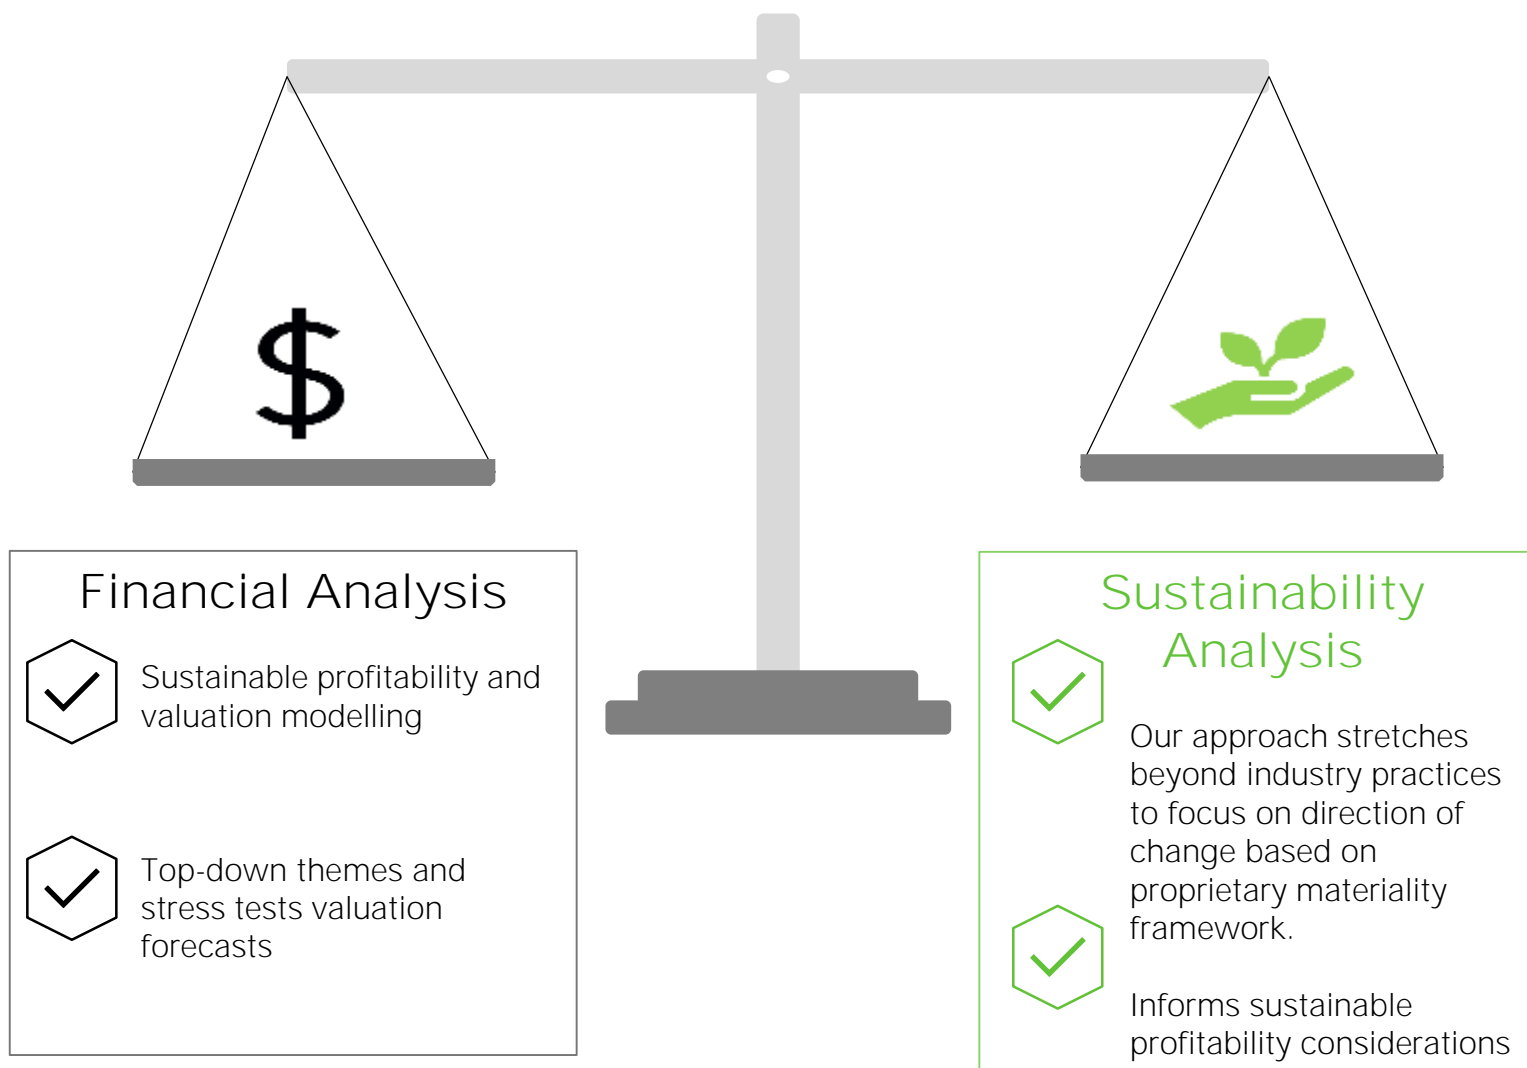 Financial Analysis
Sustainable profitability and
valuation modelling
Top-down themes and
stress tests valuation
forecasts
Sustainability
Analysis
Our approach stretches
beyond industry practices
to focus on direction of
change based on
proprietary materiality
framework.
Informs sustainable
profitability considerations